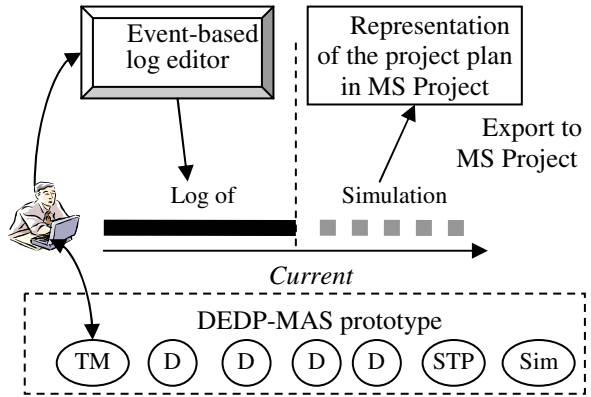 Event-based
log editor
Representation
of the project plan
in MS Project
Export to
MS Project
Log of
Simulation
Current
DEDP-MAS prototype
TM D D D D STP Sim